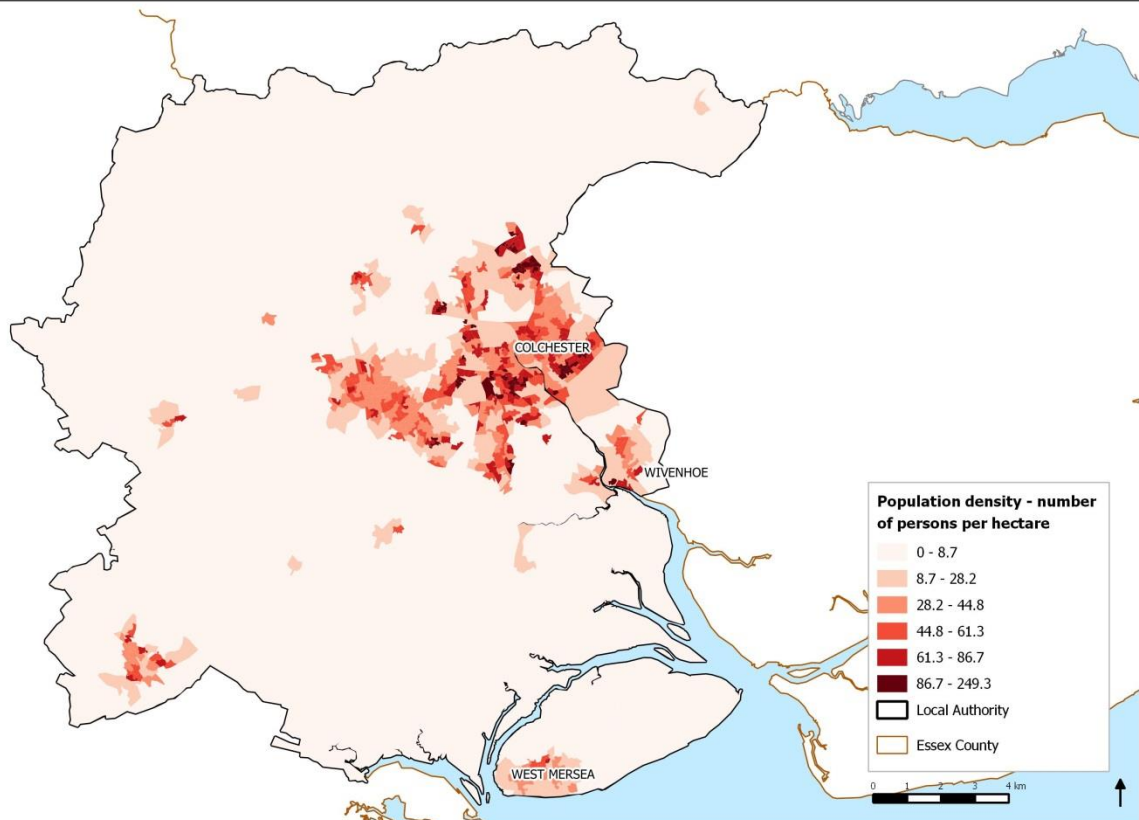 COLCHESTER
WIVENHOE
WEST MERSEA
Population density - number
of persons per hectare
0 - 8.7
8.7 - 28.2
28.2 - 44.8
44.8 - 61.3
61.3 - 86.7
86.7 - 249.3
Local Authority
Essex County
0 1 2 3 4 km